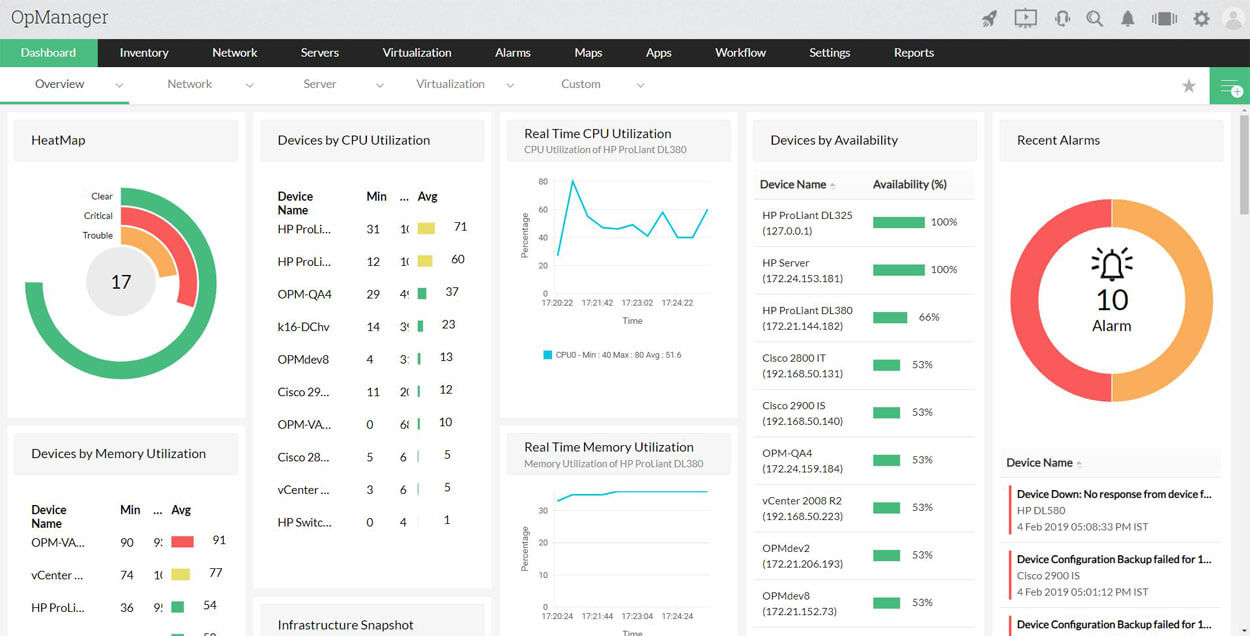 OpManager
Dashboard Inventory Network Servers Virtualization Alarms Maps Apps Workflow Settings Reports
Overview Network Server Virtualization Custom
HeatMap
Clear
Critical
Trouble
17
Devices by Memory Utilization
Device Name Min ... Avg
OPM-VA... 90 91
vCenter ... 74 77
HP ProLi... 36 54
Devices by CPU Utilization
Device Name Min ... Avg
HP ProLi... 31 71
HP ProLi... 12 60
OPM-QA4 29 37
k16-DChv 14 23
OPMdev8 4 13
Cisco 29... 11 12
OPM-VA... 0 10
Cisco 28... 5 6 5
vCenter ... 3 6 5
HP Switc... 0 4 1
Infrastructure Snapshot
Real Time CPU Utilization
CPU Utilization of HP ProLiant DL380
Percentage
80
60
40
20
0
17:20:22 17:21:42 17:23:02 17:24:22
Time
CPU0 - Min : 40 Max : 80 Avg : 51.6
Real Time Memory Utilization
Memory Utilization of HP ProLiant DL380
Percentage
30
20
10
0
17:20:24 17:21:44 17:23:04 17:24:24
Time
Devices by Availability
Device Name Availability (%)
HP ProLiant DL325
(127.0.0.1) 100%
HP Server
(172.24.153.181) 100%
HP ProLiant DL380
(172.21.144.182) 66%
Cisco 2800 IT
(192.168.50.131) 53%
Cisco 2900 IS
(192.168.50.140) 53%
OPM-QA4
(172.24.159.184) 53%
vCenter 2008 R2
(192.168.50.223) 53%
OPMdev2
(172.21.206.193) 53%
OPMdev8
(172.21.152.73) 53%
Recent Alarms
10
Alarm
Device Name
Device Down: No response from device f...
HP DL580
4 Feb 2019 05:08:33 PM IST
Device Configuration Backup failed for 1...
Cisco 2900 IS
4 Feb 2019 05:01:12 PM IST
Device Configuration Backup failed for 1...